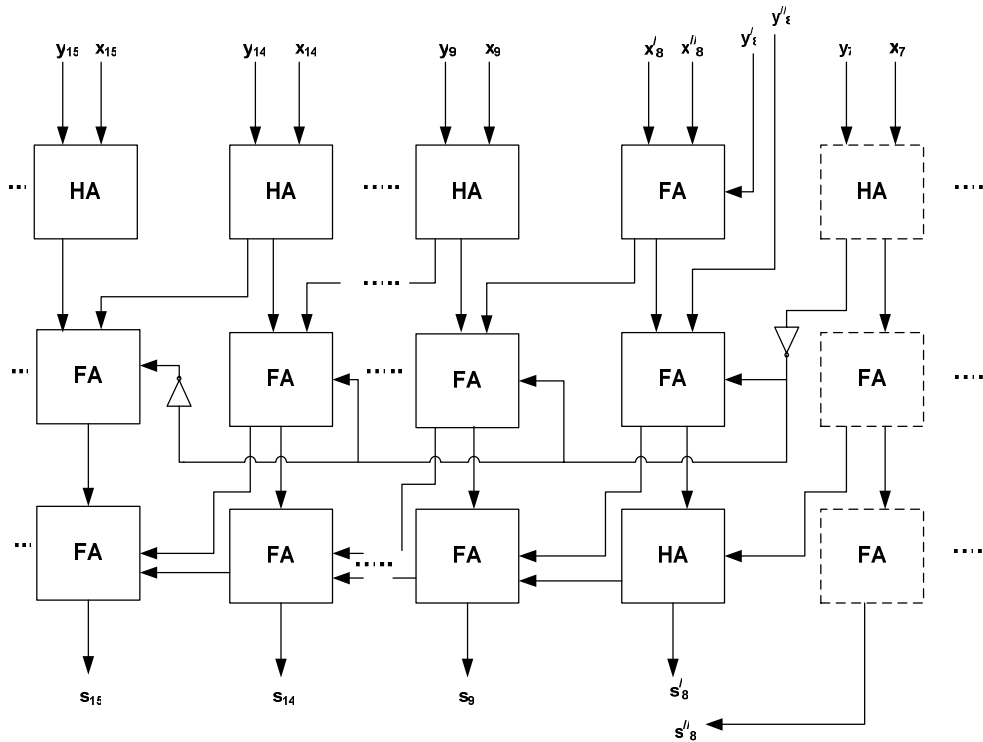 y15 x15 y14 x14 y9 x9 x/8 x//8 y/8 y//8 y7 x7
HA HA HA FA HA
FA FA FA FA FA
FA FA FA HA FA
s15 s14 s9 s/8
s//8